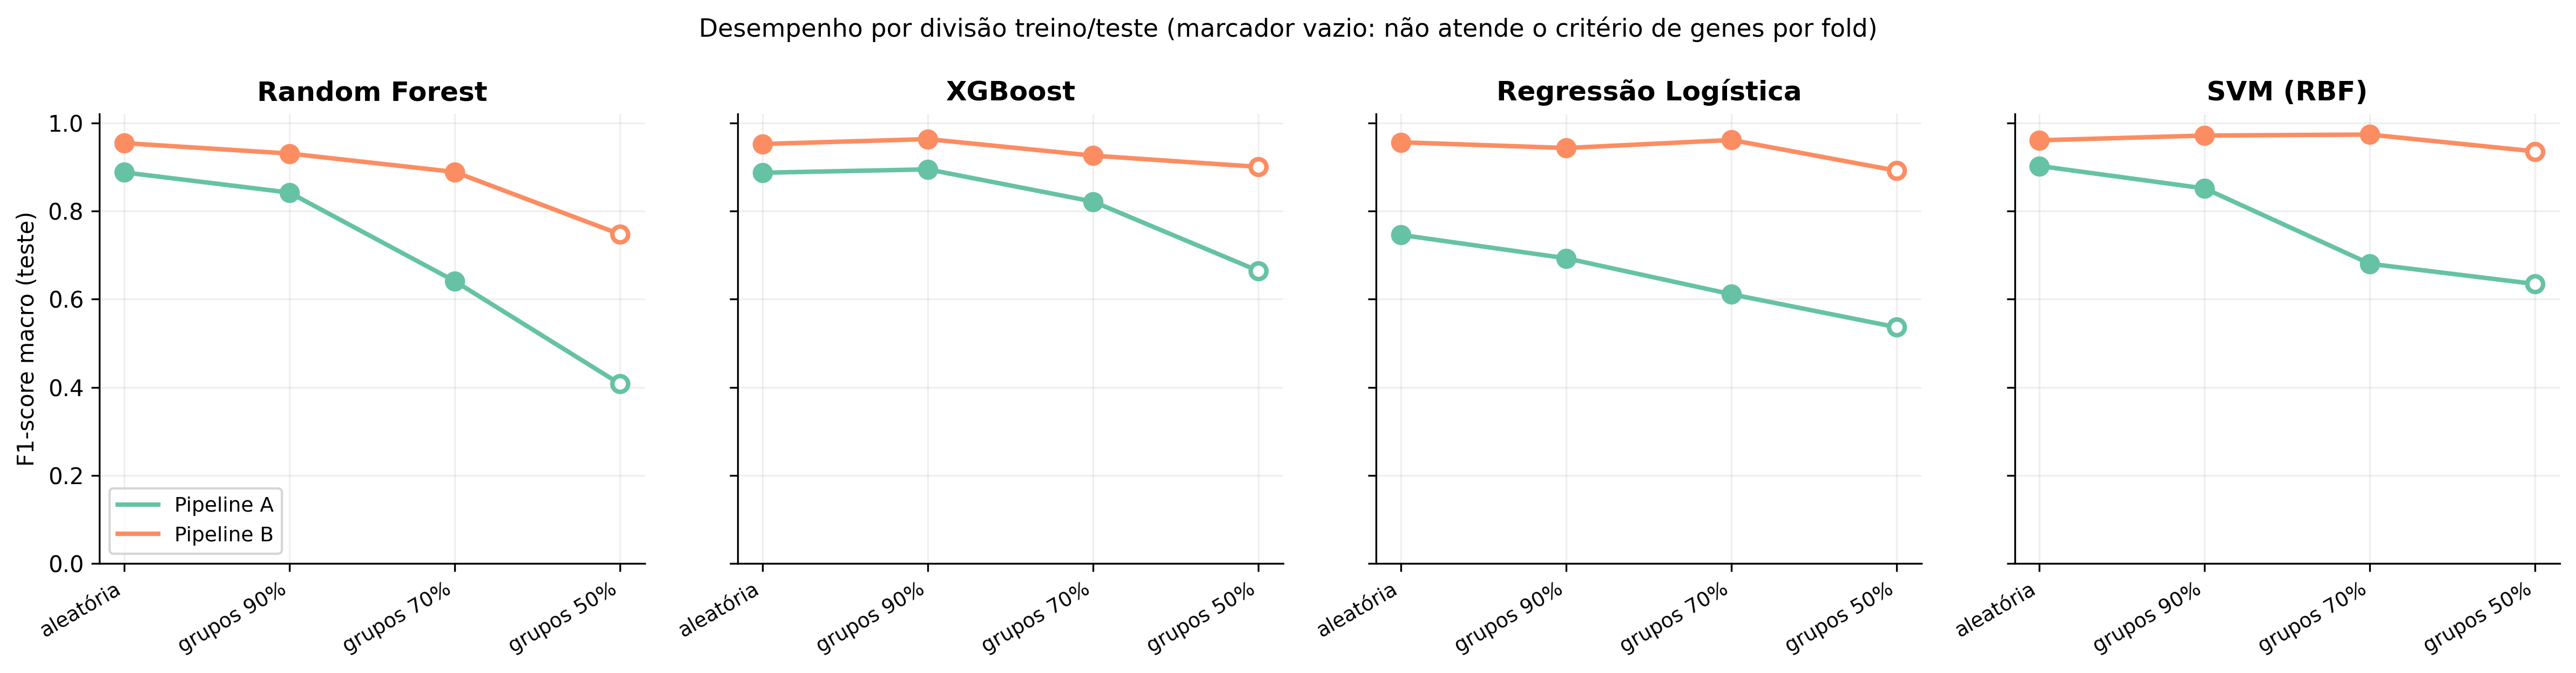 Desempenho por divisão treino/teste (marcador vazio: não atende o critério de genes por fold)
Random Forest
XGBoost
Regressão Logística
SVM (RBF)
F1-score macro (teste)
1.0
0.8
0.6
0.4
0.2
0.0
Pipeline A
Pipeline B
aleatória
grupos 90%
grupos 70%
grupos 50%
aleatória
grupos 90%
grupos 70%
grupos 50%
aleatória
grupos 90%
grupos 70%
grupos 50%
aleatória
grupos 90%
grupos 70%
grupos 50%